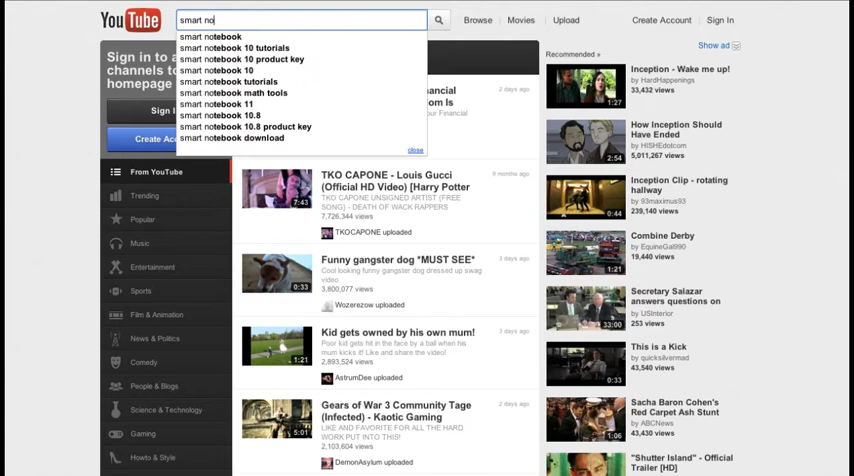 YouTube
smart no
Browse
Movies
Upload
Create Account
Sign In
smart notebook
smart notebook 10 tutorials
smart notebook 10 product key
smart notebook 10
smart notebook tutorials
smart notebook math tools
smart notebook 11
smart notebook 10.8
smart notebook 10.8 product key
smart notebook download
close
Sign in to a
channels to
homepage
Sign I
Create Acc
From YouTube
Trending
Popular
Music
Entertainment
Sports
Film & Animation
News & Politics
Comedy
People & Blogs
Science & Technology
Gaming
Howto & Style
ancial
dom Is
our Financial
2 days ago
TKO CAPONE - Louis Gucci
(Official HD Video) [Harry Potter
TKO CAPONE UNSIGNED ARTIST (FREE
SONG) - DEATH OF WACK RAPPERS
7,726,344 views
TKOCAPONE uploaded
7:43
Funny gangster dog *MUST SEE*
Cool looking funny gangster dog dressed up swag
video
3,800,077 views
Wozerezow uploaded
3 days ago
0:33
Kid gets owned by his own mum!
Poor kid gets hit in the face by a ball when his
mum kicks it! Like and share the video!
2,893,524 views
AstrumDee uploaded
3 days ago
1:21
Gears of War 3 Community Tage
(Infected) - Kaotic Gaming
LIKE AND FAVORITE FOR ALL THE HARD
WORK PUT INTO THIS!
2,103,604 views
DemonAsylum uploaded
2 days ago
5:01
Show ad
Recommended »
Inception - Wake me up!
by HardHappenings
33,432 views
1:27
How Inception Should
Have Ended
by HISHEdotcom
5,011,267 views
2:54
Inception Clip - rotating
hallway
by 93maximus93
239,140 views
0:44
Combine Derby
by EquineGal990
19,440 views
1:21
Secretary Salazar
answers questions on
by USInterior
253 views
33:00
This is a Kick
by quicksilvermad
43,540 views
0:33
Sacha Baron Cohen's
Red Carpet Ash Stunt
by ABCNews
43,430 views
1:06
"Shutter Island" - Official
Trailer [HD]